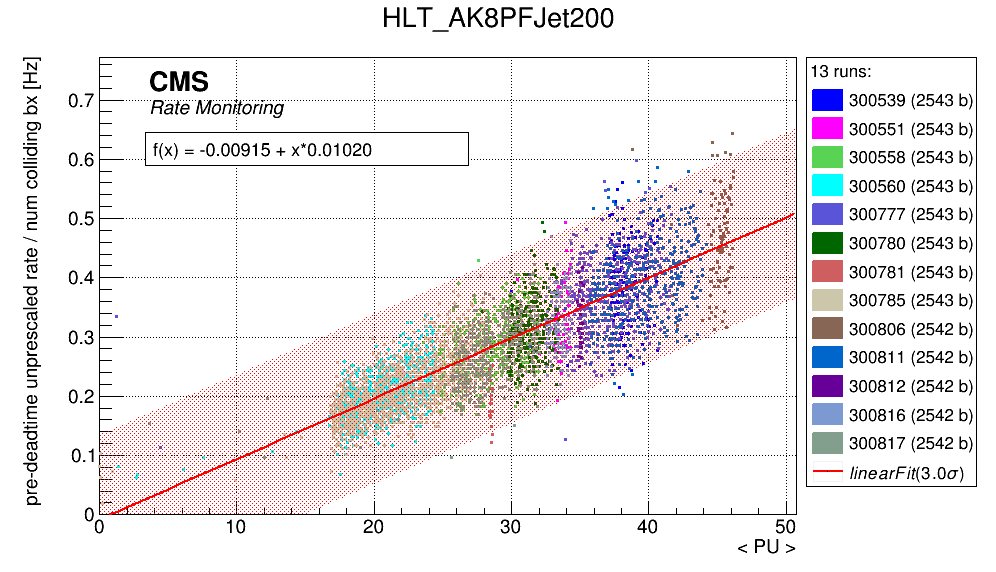 HLT_AK8PFJet200
pre-deadtime unprescaled rate / num colliding bx [Hz]
CMS
Rate Monitoring
f(x) = -0.00915 + x*0.01020
0.7
0.6
0.5
0.4
0.3
0.2
0.1
0
0 10 20 30 40 50
< PU >
13 runs:
300539 (2543 b)
300551 (2543 b)
300558 (2543 b)
300560 (2543 b)
300777 (2543 b)
300780 (2543 b)
300781 (2543 b)
300785 (2543 b)
300806 (2542 b)
300811 (2542 b)
300812 (2542 b)
300816 (2542 b)
300817 (2542 b)
linearFit(3.0σ)